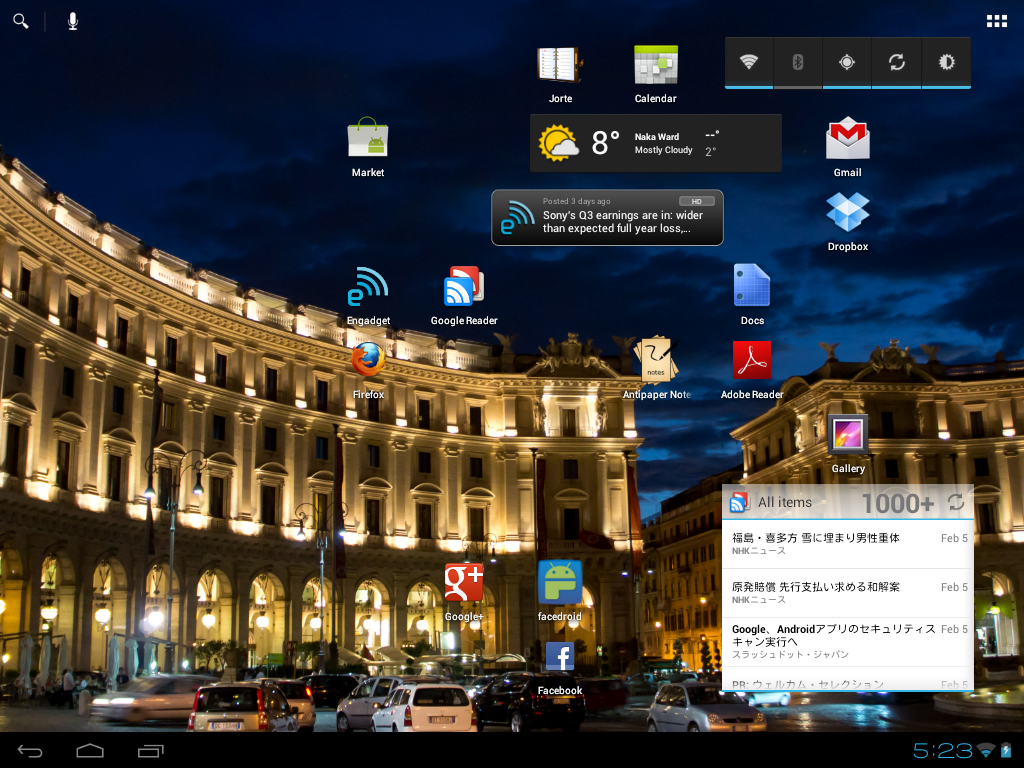 Jorte
Calendar
Market
8°
Naka Ward
Mostly Cloudy
--°
2°
Gmail
Posted 3 days ago
HD
Sony's Q3 earnings are in: wider
than expected full year loss,...
Dropbox
Engadget
Google Reader
Docs
notes
Firefox
Antipaper Note
Adobe Reader
Gallery
All items
1000+
福島・喜多方 雪に埋まり男性重体
Feb 5
NHKニュース
原発賠償 先行支払い求める和解案
Feb 5
NHKニュース
Google、Androidアプリのセキュリティス
キャン実行へ
Feb 5
スラッシュドット・ジャパン
PR: ウェルカム・セレクション
Feb 5
g+
Google+
facedroid
f
Facebook
5:23